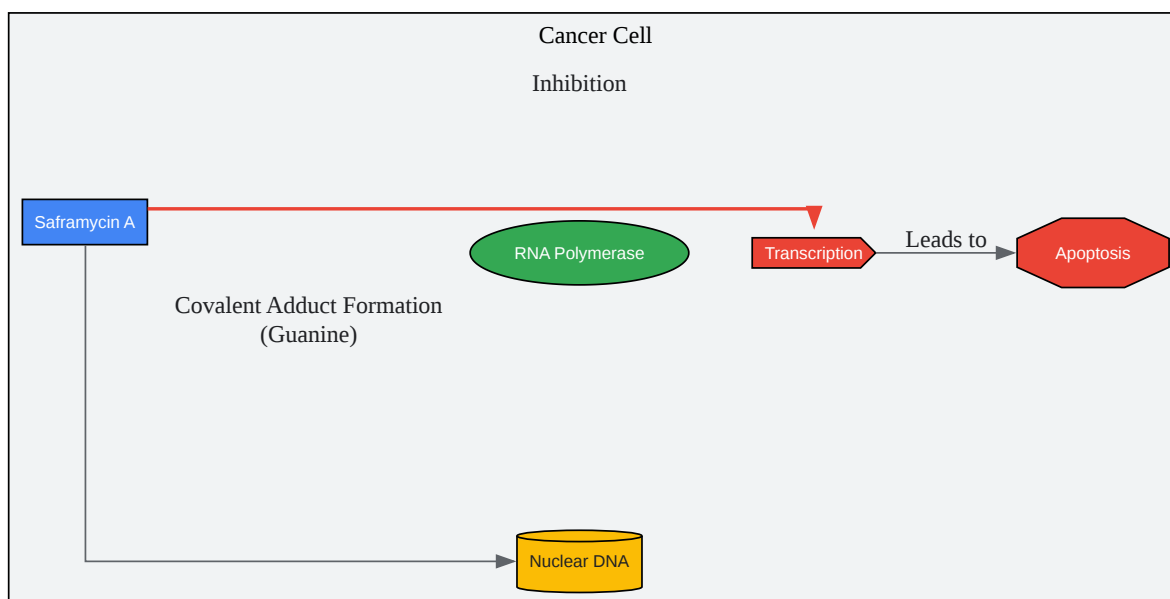 Cancer Cell
Inhibition
Saframycin A
RNA Polymerase
Transcription
Leads to
Apoptosis
Covalent Adduct Formation
(Guanine)
Nuclear DNA